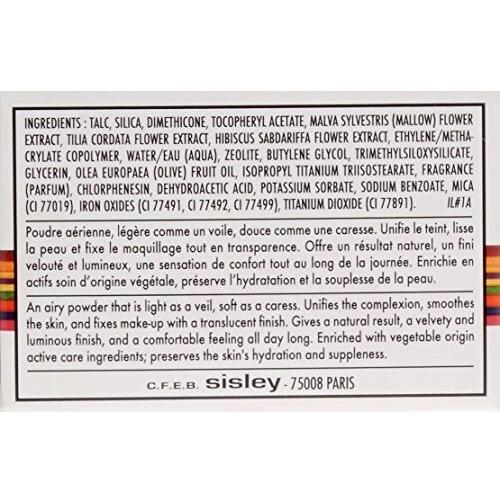 INGREDIENTS : TALC, SILICA, DIMETHICONE, TOCOPHERYL ACETATE, MALVA SYLVESTRIS (MALLOW) FLOWER
EXTRACT, TILIA CORDATA FLOWER EXTRACT, HIBISCUS SABDARIFFA FLOWER EXTRACT, ETHYLENE/METHA-
CRYLATE COPOLYMER, WATER/EAU (AQUA), ZEOLITE, BUTYLENE GLYCOL, TRIMETHYLSILOXYSILICATE,
GLYCERIN, OLEA EUROPAEA (OLIVE) FRUIT OIL, ISOPROPYL TITANIUM TRIISOSTEARATE, FRAGRANCE
(PARFUM), CHLORPHENESIN, DEHYDROACETIC ACID, POTASSIUM SORBATE, SODIUM BENZOATE, MICA
(CI 77019), IRON OXIDES (CI 77491, CI 77492, CI 77499), TITANIUM DIOXIDE (CI 77891). IL#1A
Poudre aérienne, légère comme un voile, douce comme une caresse. Unifie le teint, lisse
la peau et fixe le maquillage tout en transparence. Offre un résultat naturel, un fini
velouté et lumineux, une sensation de confort tout au long de la journée. Enrichie en
actifs soin d'origine végétale, préserve l'hydratation et la souplesse de la peau.
An airy powder that is light as a veil, soft as a caress. Unifies the complexion, smoothes
the skin, and fixes make-up with a translucent finish. Gives a natural result, a velvety and
luminous finish, and a comfortable feeling all day long. Enriched with vegetable origin
active care ingredients; preserves the skin's hydration and suppleness.
C.F.E.B. sisley - 75008 PARIS